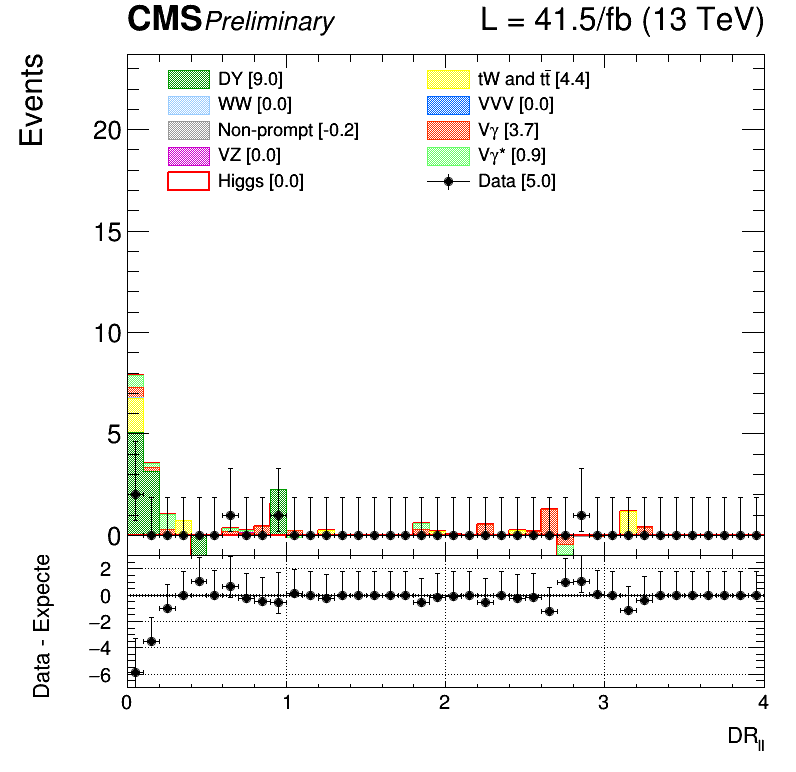 CMS Preliminary L = 41.5/fb (13 TeV)
Events
DY [9.0]
tW and tt̄ [4.4]
WW [0.0]
VVV [0.0]
Non-prompt [-0.2]
Vγ [3.7]
VZ [0.0]
Vγ* [0.9]
Higgs [0.0]
Data [5.0]
20
15
10
5
0
Data - Expecte
2
0
−2
−4
−6
0 1 2 3 4
DR_ll